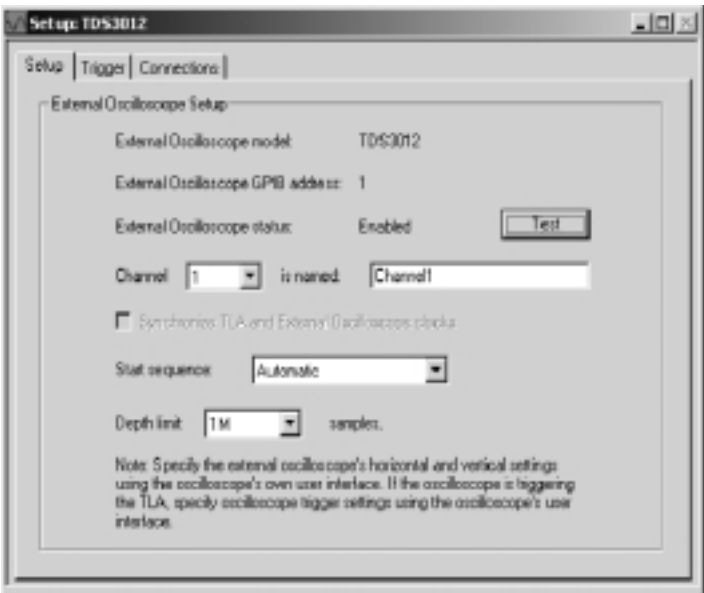 Setup: TDS3012
Setup Trigger Connections
External Oscilloscope Setup
External Oscilloscope model: TDS3012
External Oscilloscope GPIB address: 1
External Oscilloscope status: Enabled Test
Channel 1 is named: Channel1
Synchronize TLA and External Oscilloscope clocks
Start sequence: Automatic
Depth limit 1M samples.
Note: Specify the external oscilloscope's horizontal and vertical settings
using the oscilloscope's own user interface. If the oscilloscope is triggering
the TLA, specify oscilloscope trigger settings using the oscilloscope's user
interface.